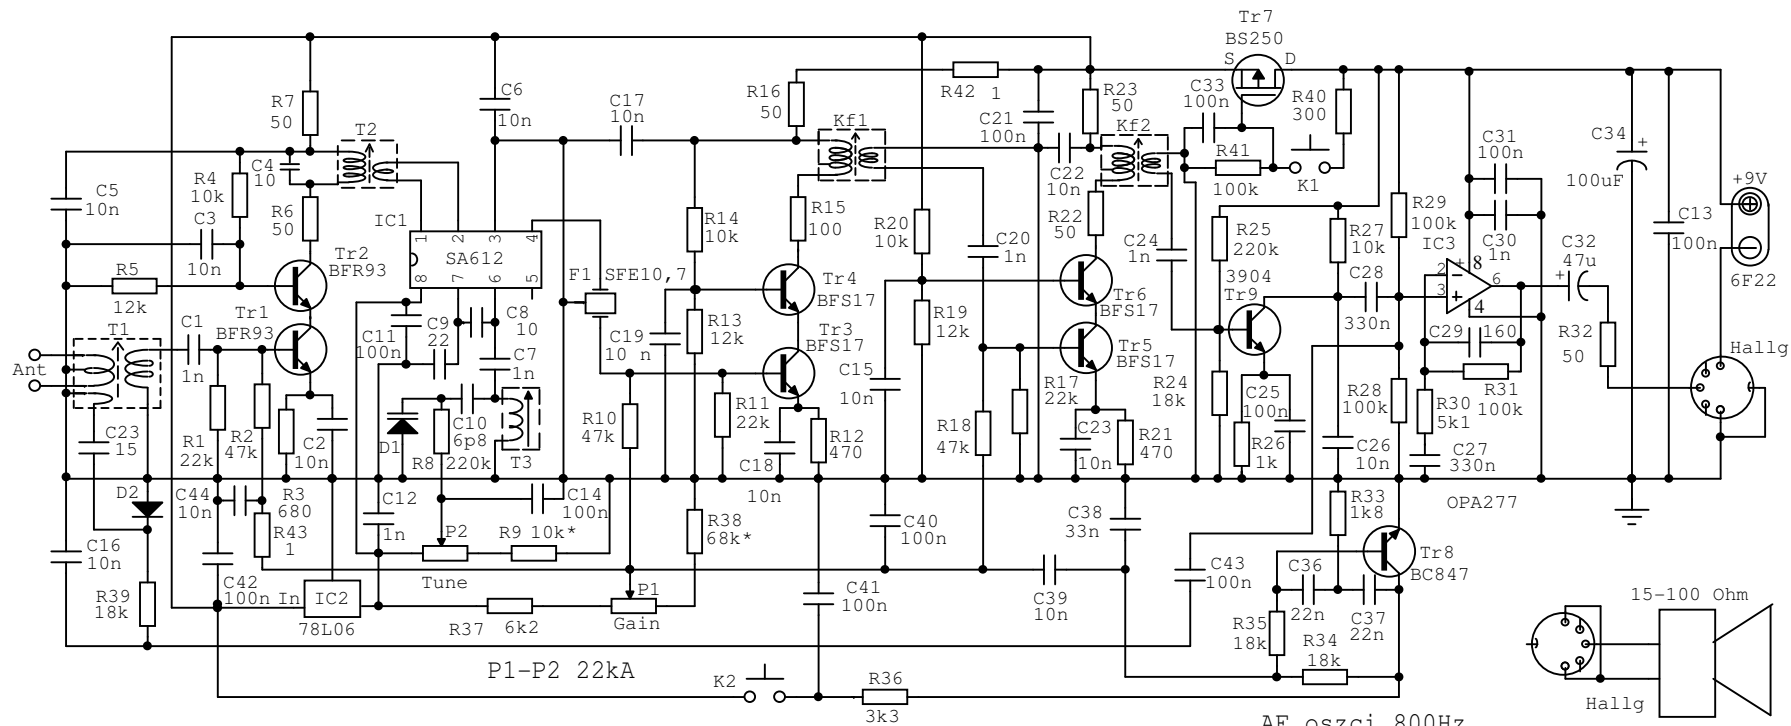 Tr7
BS250
S
D
R7
50
C6
10n
C17
10n
R16
50
R42 1
C21
100n
R23
50
Kf2
C33
100n
R40
300
C31
100n
C34
100uF
+
+9V
T2
Kf1
C4
10
R4
10k
C5
10n
C3
10n
R6
50
Tr2
BFR93
IC1
1
2
3
4
SA612
8
7
6
5
R14
10k
R15
100
R20
10k
C20
1n
C22
10n
R22
50
C24
1n
R41
100k
K1
R25
220k
R27
10k
R29
100k
IC3
C30
1n
C32
47u
+
C13
100n
6F22
R5
12k
F1
SFE10,7
Tr4
BFS17
Tr6
BFS17
3904
Tr9
C28
330n
2
3
+
8
6
4
−
+
T1
C1
1n
Tr1
BFR93
C11
100n
C9
22
C8
10
C7
1n
C19
10 n
R13
12k
Tr3
BFS17
R19
12k
C15
10n
Tr5
BFS17
C29
160
R32
50
Hallg
Ant
C23
15
R1
22k
R2
47k
C2
10n
D1
R8
220k
C10
6p8
T3
R10
47k
R11
22k
C18
10n
R12
470
R18
47k
R17
22k
C23
10n
R21
470
R24
18k
C25
100n
R26
1k
R28
100k
C26
10n
R30
5k1
R31
100k
C27
330n
OPA277
D2
C44
10n
R3
680
R43
1
C12
1n
P2
Tune
R9
10k*
C14
100n
R38
68k*
C40
100n
C38
33n
R33
1k8
Tr8
BC847
C16
10n
R39
18k
C42
100n
In
IC2
78L06
R37
6k2
P1
Gain
C41
100n
C39
10n
C43
100n
C36
22n
C37
22n
R35
18k
R34
18k
15-100 Ohm
P1-P2 22kA
K2
R36
3k3
Hallg
AF oszci 800Hz